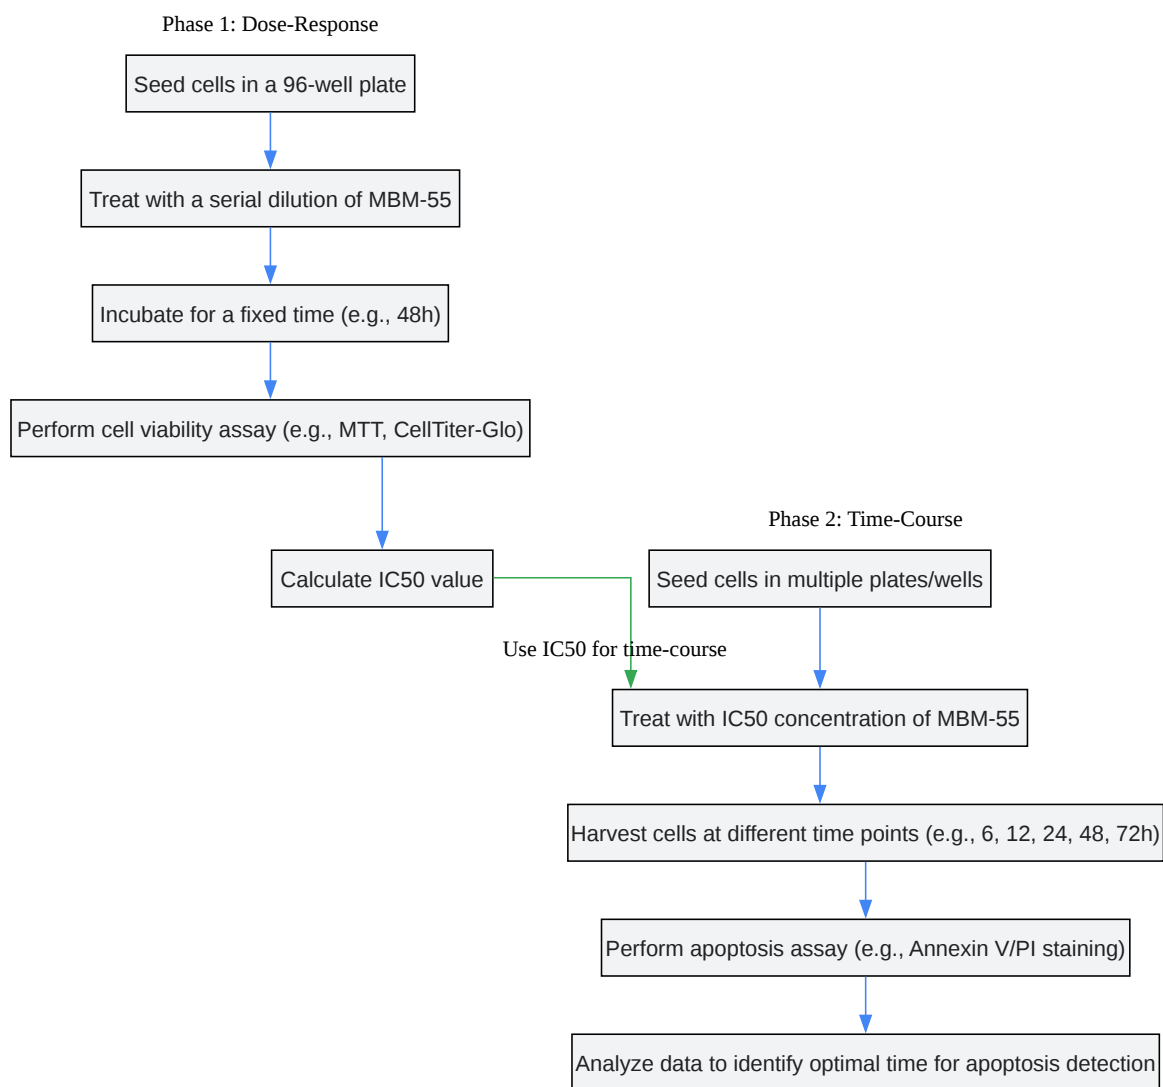 Phase 1: Dose-Response
Seed cells in a 96-well plate
Treat with a serial dilution of MBM-55
Incubate for a fixed time (e.g., 48h)
Perform cell viability assay (e.g., MTT, CellTiter-Glo)
Calculate IC50 value
Use IC50 for time-course
Phase 2: Time-Course
Seed cells in multiple plates/wells
Treat with IC50 concentration of MBM-55
Harvest cells at different time points (e.g., 6, 12, 24, 48, 72h)
Perform apoptosis assay (e.g., Annexin V/PI staining)
Analyze data to identify optimal time for apoptosis detection